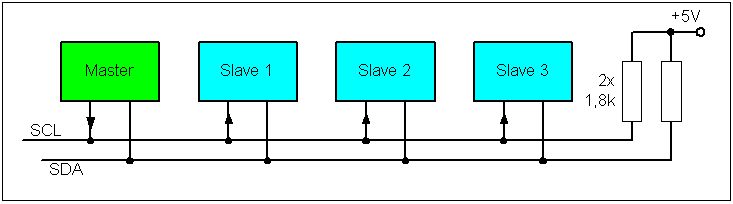 +5V
Master
Slave 1
Slave 2
Slave 3
2x
1,8k
SCL
SDA